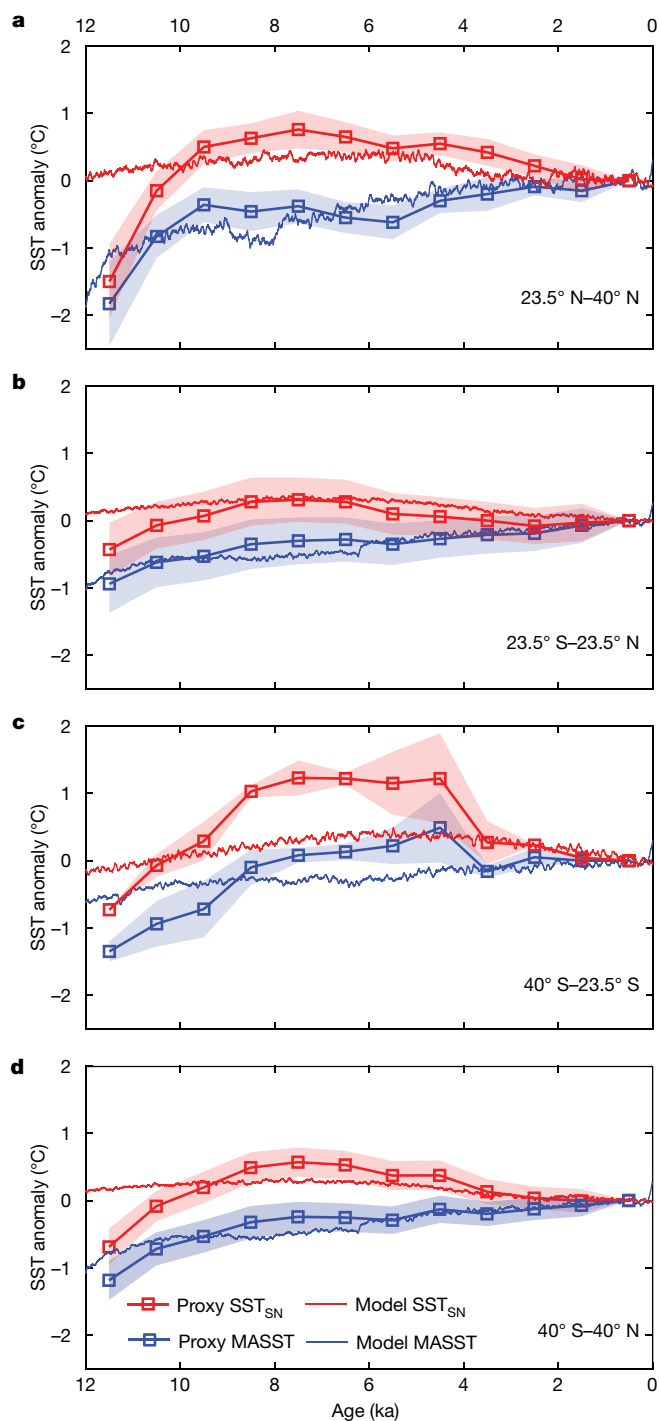 12 10 8 6 4 2 0
a
2
1
0
–1
–2
SST anomaly (°C)
23.5° N–40° N
b
2
1
0
–1
–2
SST anomaly (°C)
23.5° S–23.5° N
c
2
1
0
–1
–2
SST anomaly (°C)
40° S–23.5° S
d
2
1
0
–1
–2
SST anomaly (°C)
Proxy SST_SN Model SST_SN
Proxy MASST Model MASST
40° S–40° N
12 10 8 6 4 2 0
Age (ka)